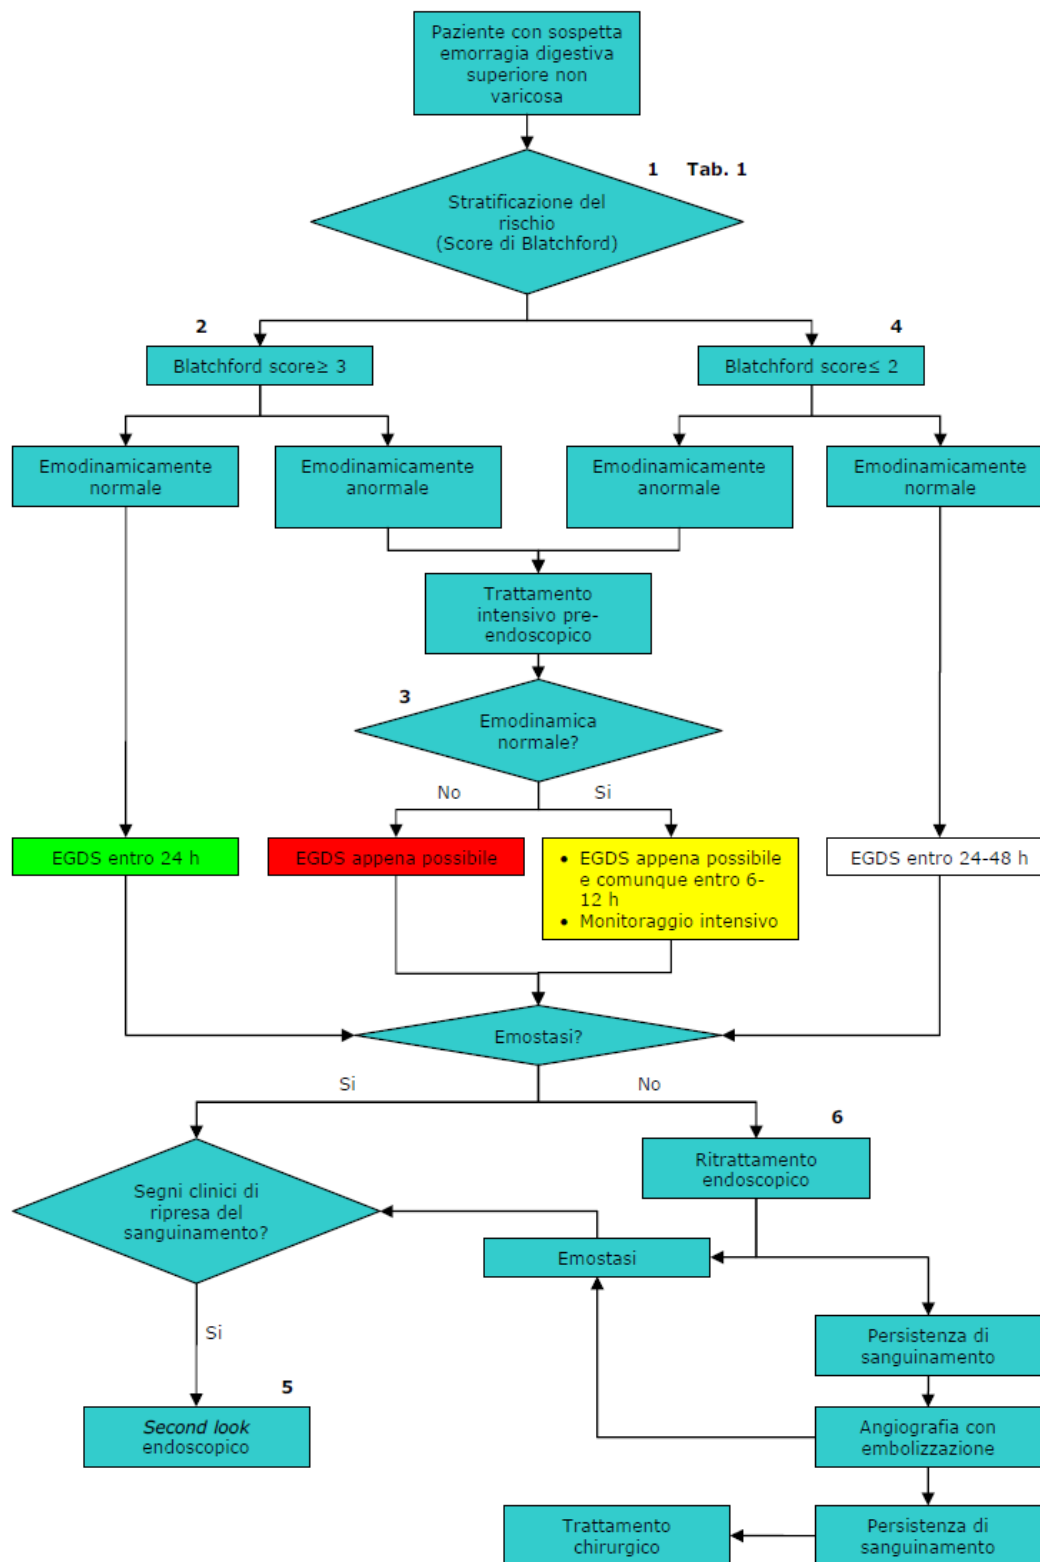 Paziente con sospetta
emorragia digestiva
superiore non
varicosa
1 Tab. 1
Stratificazione del
rischio
(Score di Blatchford)
2
4
Blatchford score≥ 3
Blatchford score≤ 2
Emodinamicamente
normale
Emodinamicamente
anormale
Emodinamicamente
anormale
Emodinamicamente
normale
Trattamento
intensivo pre-
endoscopico
3
Emodinamica
normale?
No
Si
EGDS entro 24 h
EGDS appena possibile
• EGDS appena possibile
e comunque entro 6-
12 h
• Monitoraggio intensivo
EGDS entro 24-48 h
Emostasi?
Si
No
6
Ritrattamento
endoscopico
Segni clinici di
ripresa del
sanguinamento?
Emostasi
Si
Persistenza di
sanguinamento
5
Second look
endoscopico
Angiografia con
embolizzazione
Trattamento
chirurgico
Persistenza di
sanguinamento